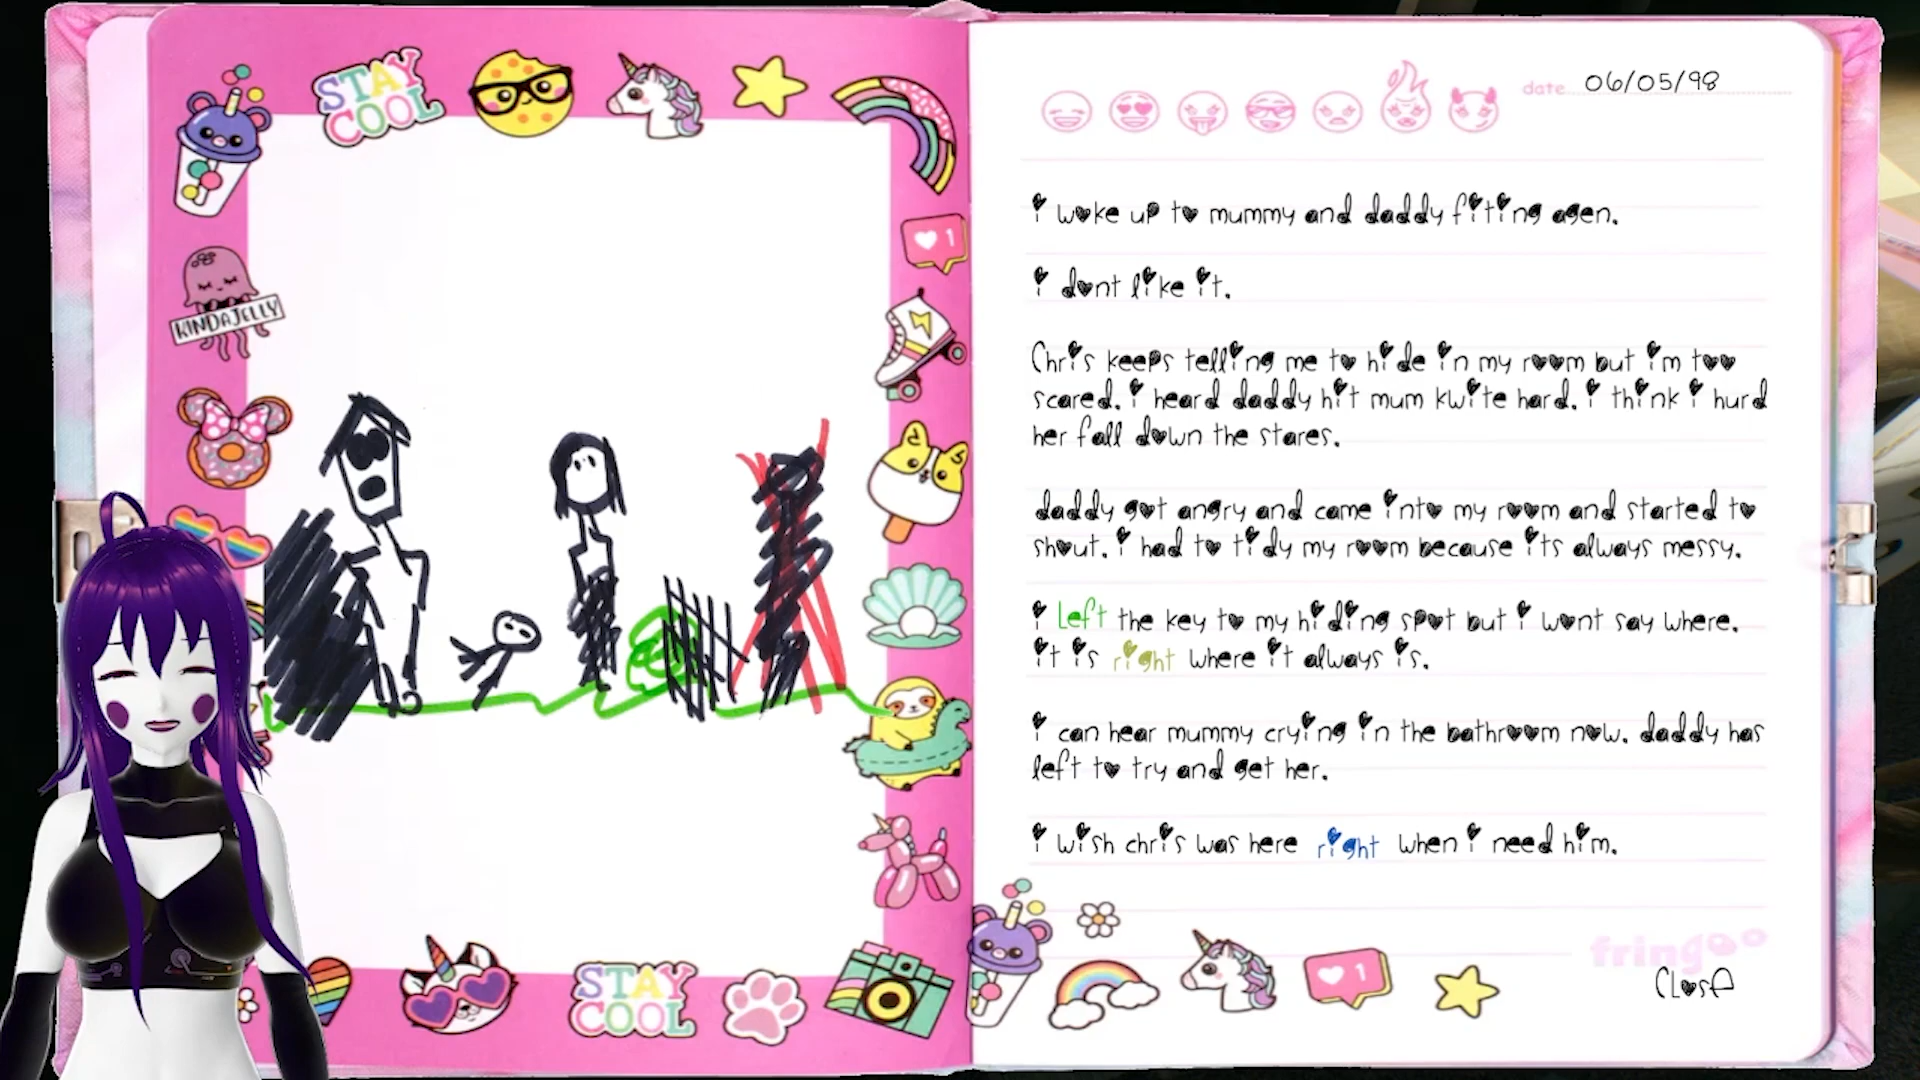 STAY COOL
KINDAJELLY
1
STAY COOL
date 06/05/98
i woke up to mummy and daddy fiting agen.
i dont like it.
Chris keeps telling me to hide in my room but im too
scared. i heard daddy hit mum kwite hard. i think i hurd
her fall down the stares.
daddy got angry and came into my room and started to
shout. i had to tidy my room because its always messy.
i Left the key to my hiding spot but i wont say where.
it is right where it always is.
i can hear mummy crying in the bathroom now. daddy has
left to try and get her.
i wish chris was here right when i need him.
1
fringoo
Close